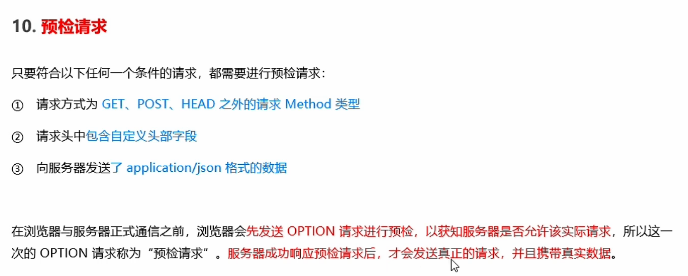 10. 预检请求
只要符合以下任何一个条件的请求，都需要进行预检请求：
① 请求方式为 GET、POST、HEAD 之外的请求 Method 类型
② 请求头中包含自定义头部字段
③ 向服务器发送了 application/json 格式的数据
在浏览器与服务器正式通信之前，浏览器会先发送 OPTION 请求进行预检，以获知服务器是否允许该实际请求，所以这一
次的 OPTION 请求称为“预检请求”。服务器成功响应预检请求后，才会发送真正的请求，并且携带真实数据。